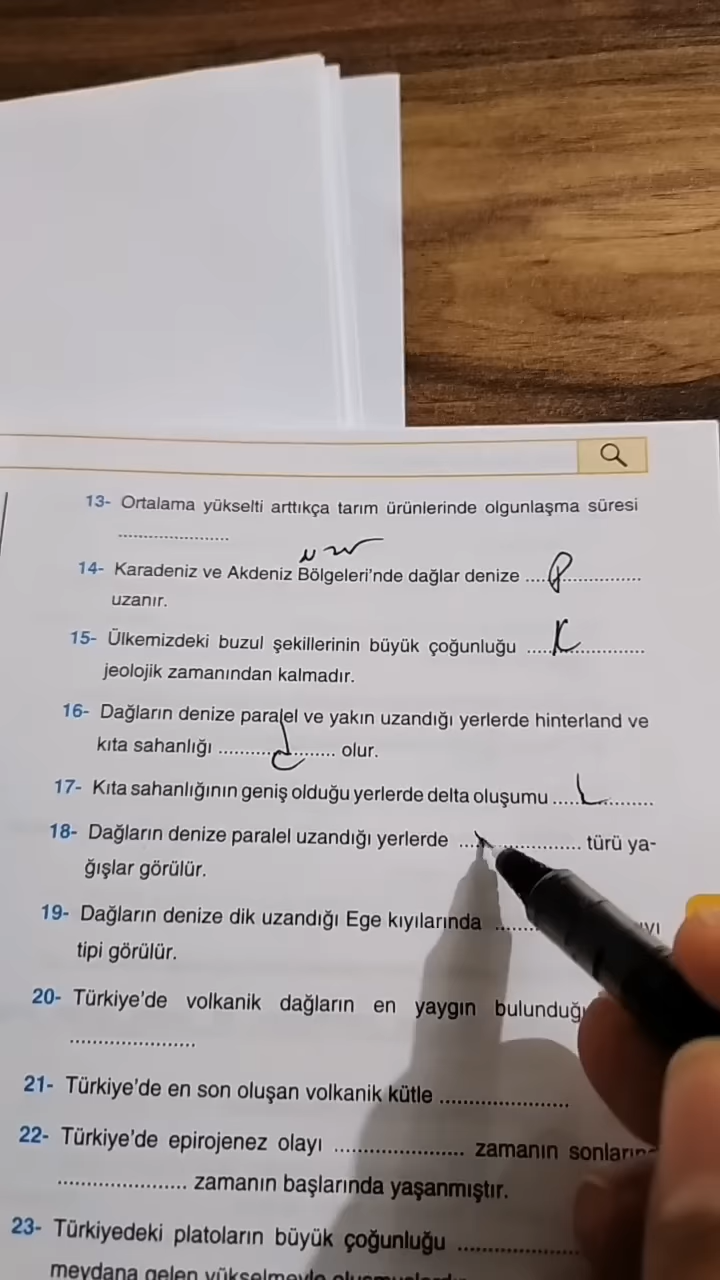 13- Ortalama yükselti arttıkça tarım ürünlerinde olgunlaşma süresi
......................
14- Karadeniz ve Akdeniz Bölgeleri'nde dağlar denize ....P..............
uzanır.
15- Ülkemizdeki buzul şekillerinin büyük çoğunluğu ....K..............
jeolojik zamanından kalmadır.
16- Dağların denize paralel ve yakın uzandığı yerlerde hinterland ve
kıta sahanlığı ...................... olur.
17- Kıta sahanlığının geniş olduğu yerlerde delta oluşumu ....................
18- Dağların denize paralel uzandığı yerlerde ...................... türü ya-
ğışlar görülür.
19- Dağların denize dik uzandığı Ege kıyılarında .......
tipi görülür.
20- Türkiye'de volkanik dağların en yaygın
......................
21- Türkiye'de en son oluşan volkanik kütle ......................
22- Türkiye'de epirojenez olayı ...................... zamanın
...................... zamanın başlarında yaşanmıştır.
23- Türkiyedeki platoların büyük çoğunluğu ....................
meydana gelen yükselmeyle